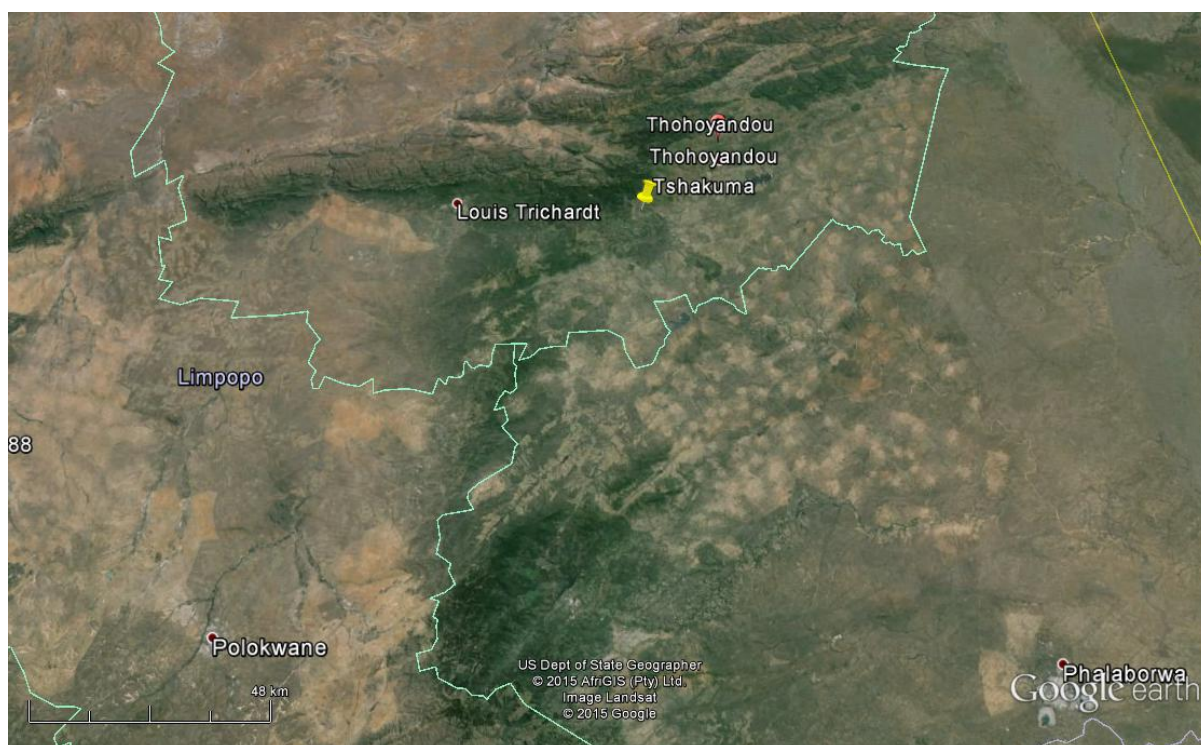 Thohoyandou
Thohoyandou
Tshakuma
Louis Trichardt
Limpopo
88
Polokwane
Phalaborwa
48 km
US Dept of State Geographer
© 2015 AfriGIS (Pty) Ltd
Image Landsat
© 2015 Google
Google earth